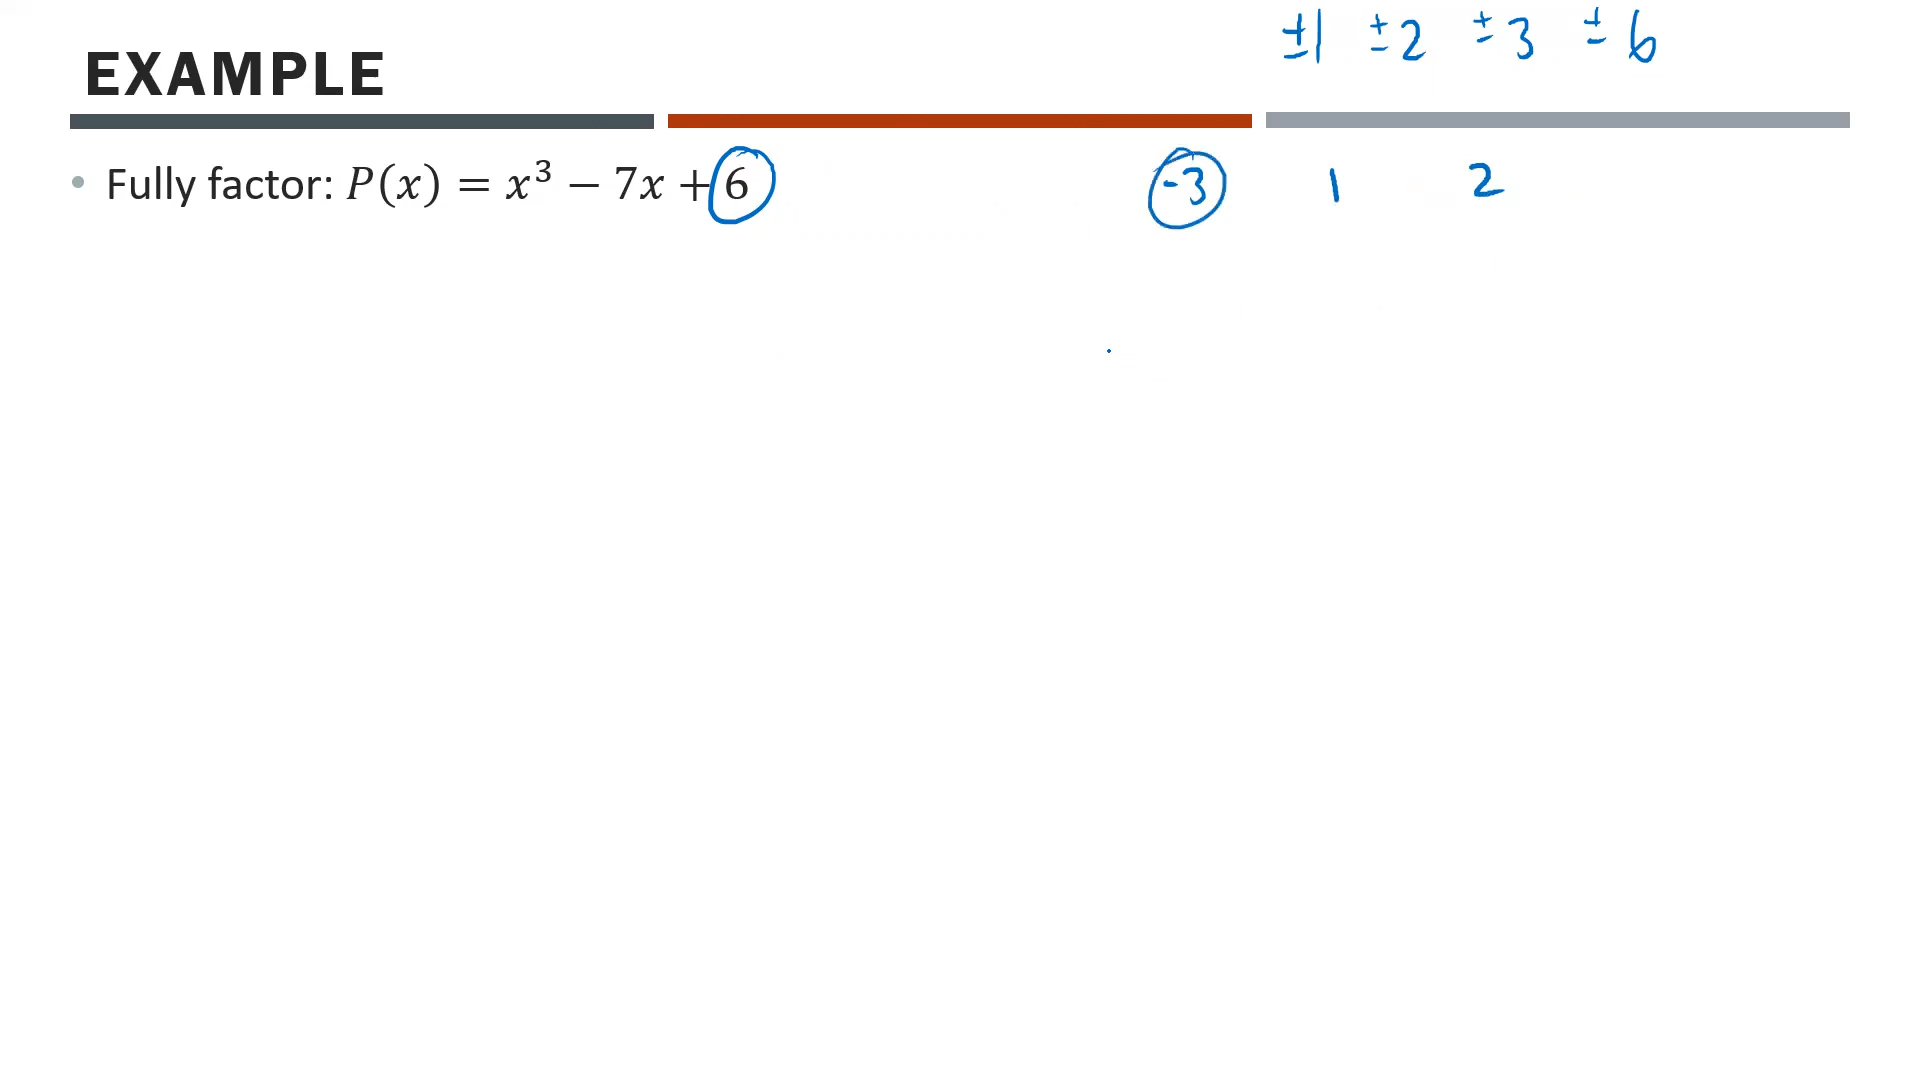 ±1 ±2 ±3 ±6
EXAMPLE
• Fully factor: P(x) = x³ − 7x + 6
-3 1 2